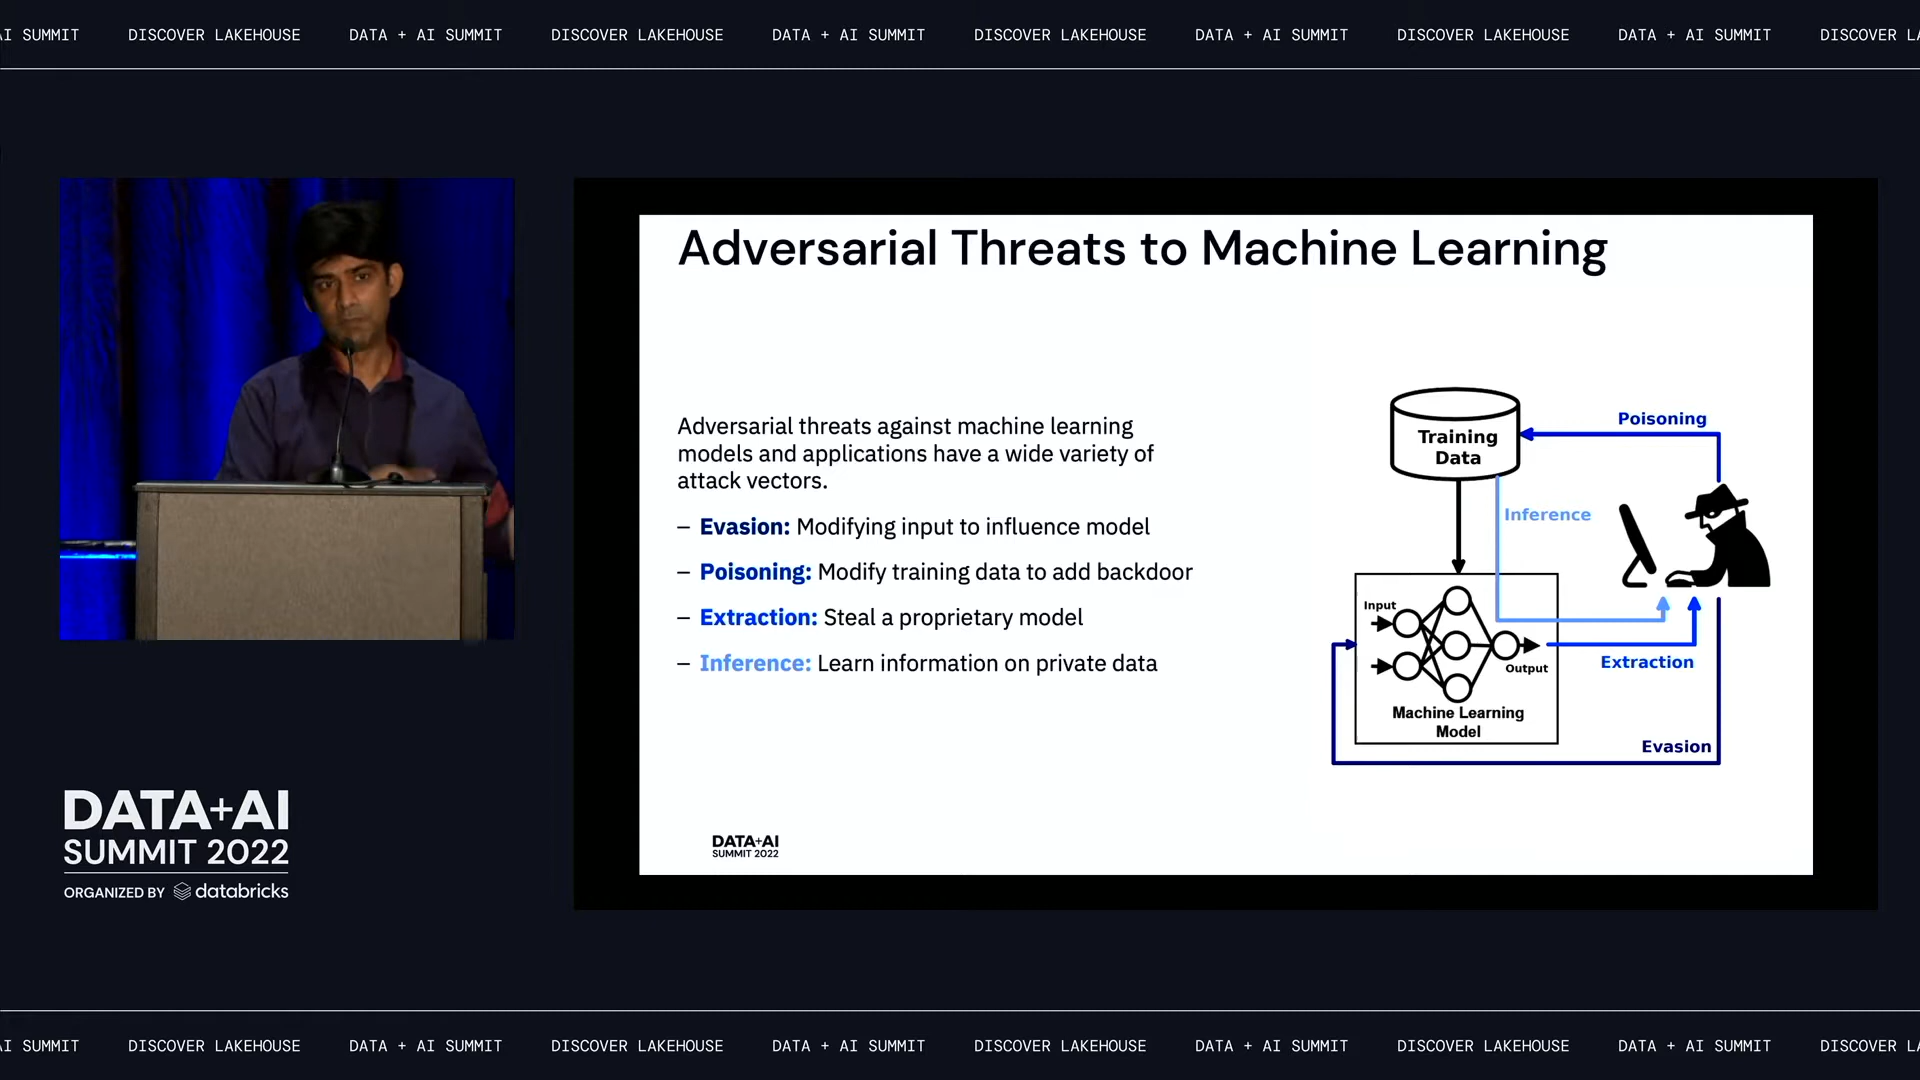 AI SUMMIT DISCOVER LAKEHOUSE DATA + AI SUMMIT DISCOVER LAKEHOUSE DATA + AI SUMMIT DISCOVER LAKEHOUSE DATA + AI SUMMIT DISCOVER LAKEHOUSE DATA + AI SUMMIT DISCOVER
Adversarial Threats to Machine Learning
Adversarial threats against machine learning
models and applications have a wide variety of
attack vectors.
– Evasion: Modifying input to influence model
– Poisoning: Modify training data to add backdoor
– Extraction: Steal a proprietary model
– Inference: Learn information on private data
Training
Data
Poisoning
Inference
Input
Output
Machine Learning
Model
Extraction
Evasion
DATA+AI
SUMMIT 2022
DATA+AI
SUMMIT 2022
ORGANIZED BY databricks
AI SUMMIT DISCOVER LAKEHOUSE DATA + AI SUMMIT DISCOVER LAKEHOUSE DATA + AI SUMMIT DISCOVER LAKEHOUSE DATA + AI SUMMIT DISCOVER LAKEHOUSE DATA + AI SUMMIT DISCOVER